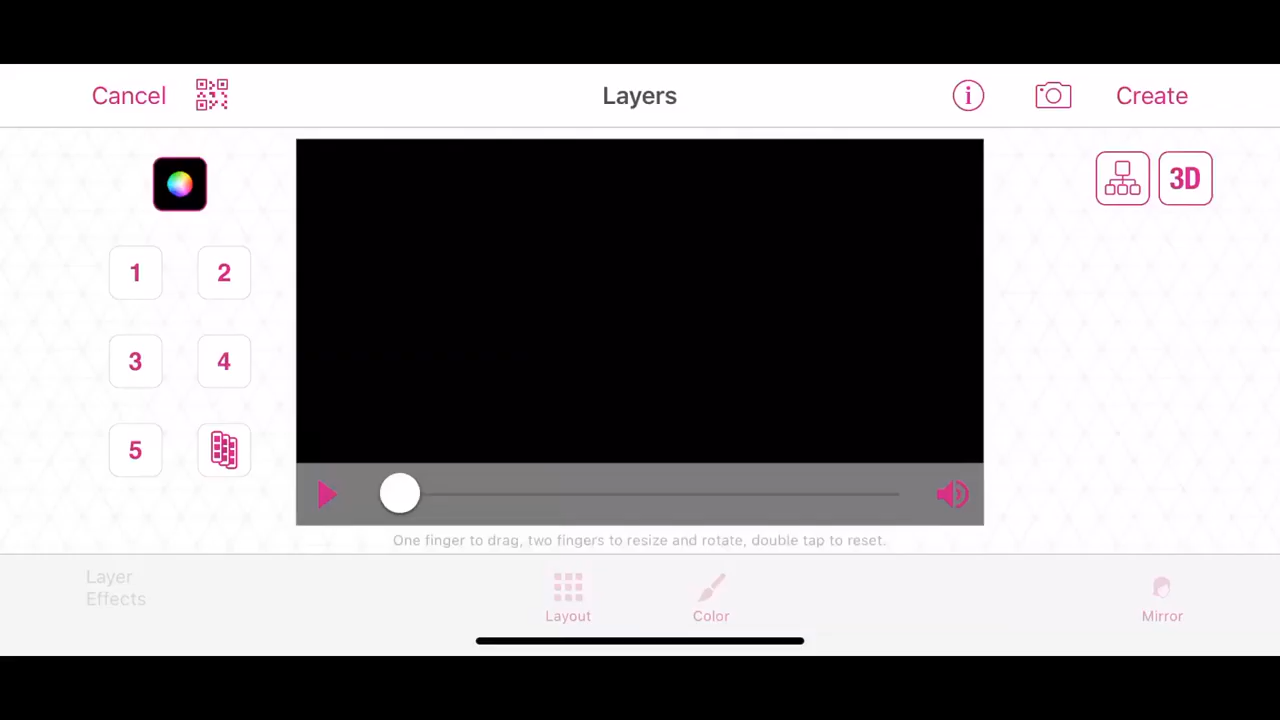 Cancel
Layers
i
Create
3D
1
2
3
4
5
One finger to drag, two fingers to resize and rotate, double tap to reset.
Layer
Effects
Layout
Color
Mirror